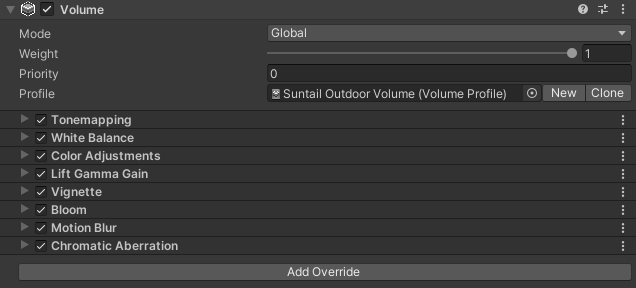 Volume
Mode Global
Weight 1
Priority 0
Profile Suntail Outdoor Volume (Volume Profile) New Clone
Tonemapping
White Balance
Color Adjustments
Lift Gamma Gain
Vignette
Bloom
Motion Blur
Chromatic Aberration
Add Override